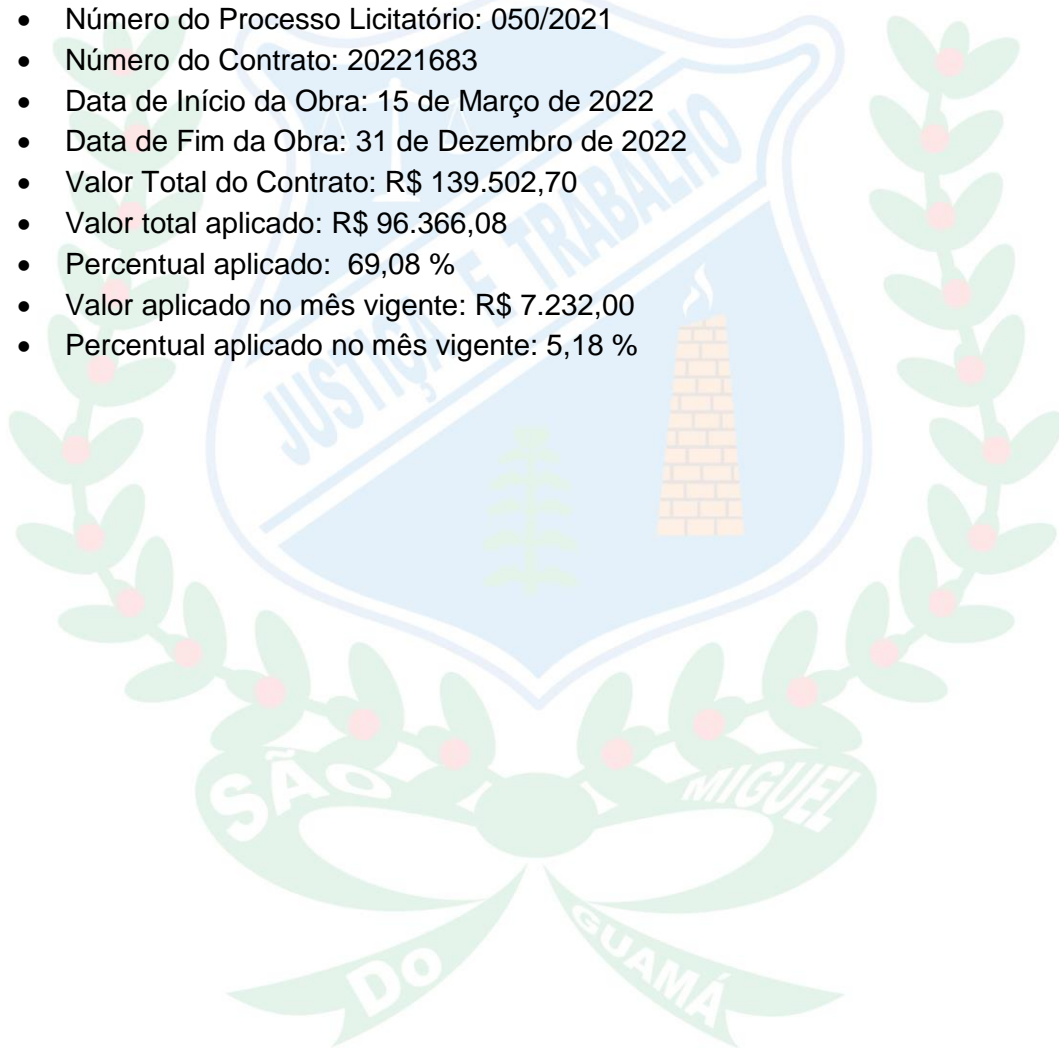 • Número do Processo Licitatório: 050/2021
• Número do Contrato: 20221683
• Data de Início da Obra: 15 de Março de 2022
• Data de Fim da Obra: 31 de Dezembro de 2022
• Valor Total do Contrato: R$ 139.502,70
• Valor total aplicado: R$ 96.366,08
• Percentual aplicado: 69,08 %
• Valor aplicado no mês vigente: R$ 7.232,00
• Percentual aplicado no mês vigente: 5,18 %
JUSTIÇA E TRABALHO
SÃO MIGUEL
DO GUAMÁ